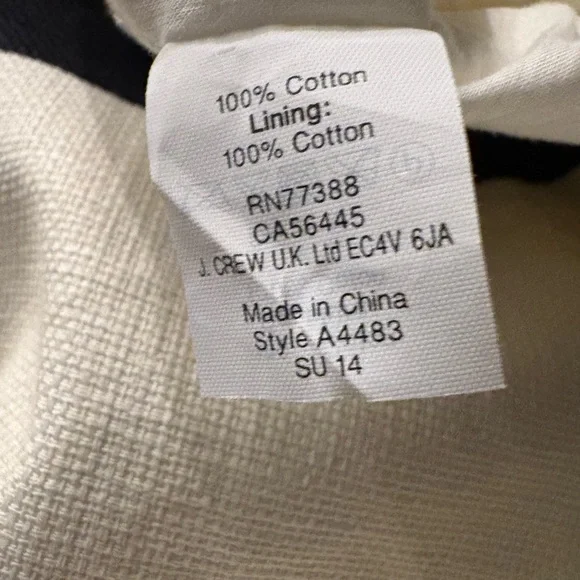 100% Cotton
Lining:
100% Cotton
RN77388
CA56445
J. CREW U.K. Ltd EC4V 6JA
Made in China
Style A4483
SU 14